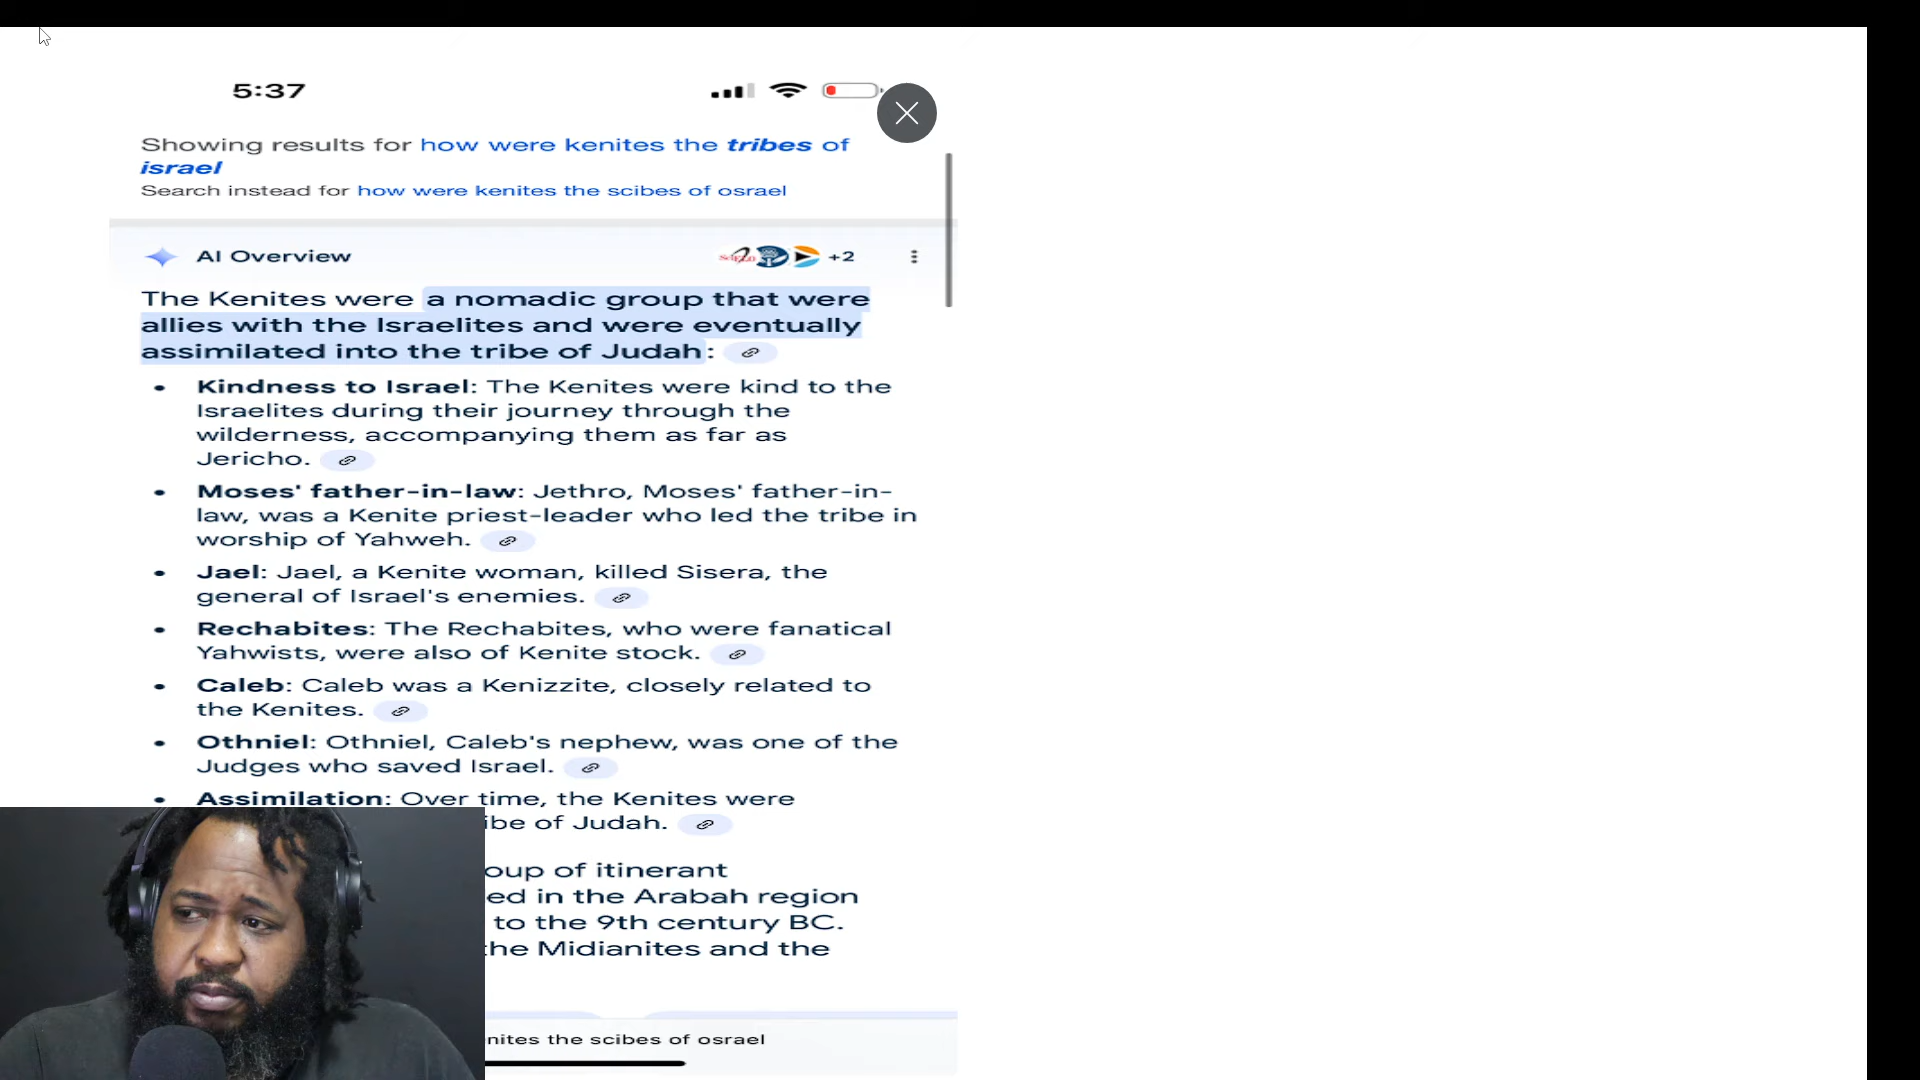 5:37
Showing results for how were kenites the tribes of
israel
Search instead for how were kenites the scibes of osrael
AI Overview
+2
The Kenites were a nomadic group that were
allies with the Israelites and were eventually
assimilated into the tribe of Judah:
• Kindness to Israel: The Kenites were kind to the
Israelites during their journey through the
wilderness, accompanying them as far as
Jericho.
• Moses' father-in-law: Jethro, Moses' father-in-
law, was a Kenite priest-leader who led the tribe in
worship of Yahweh.
• Jael: Jael, a Kenite woman, killed Sisera, the
general of Israel's enemies.
• Rechabites: The Rechabites, who were fanatical
Yahwists, were also of Kenite stock.
• Caleb: Caleb was a Kenizzite, closely related to
the Kenites.
• Othniel: Othniel, Caleb's nephew, was one of the
Judges who saved Israel.
• Assimilation: Over time, the Kenites were
ibe of Judah.
oup of itinerant
ed in the Arabah region
to the 9th century BC.
the Midianites and the
nites the scibes of osrael